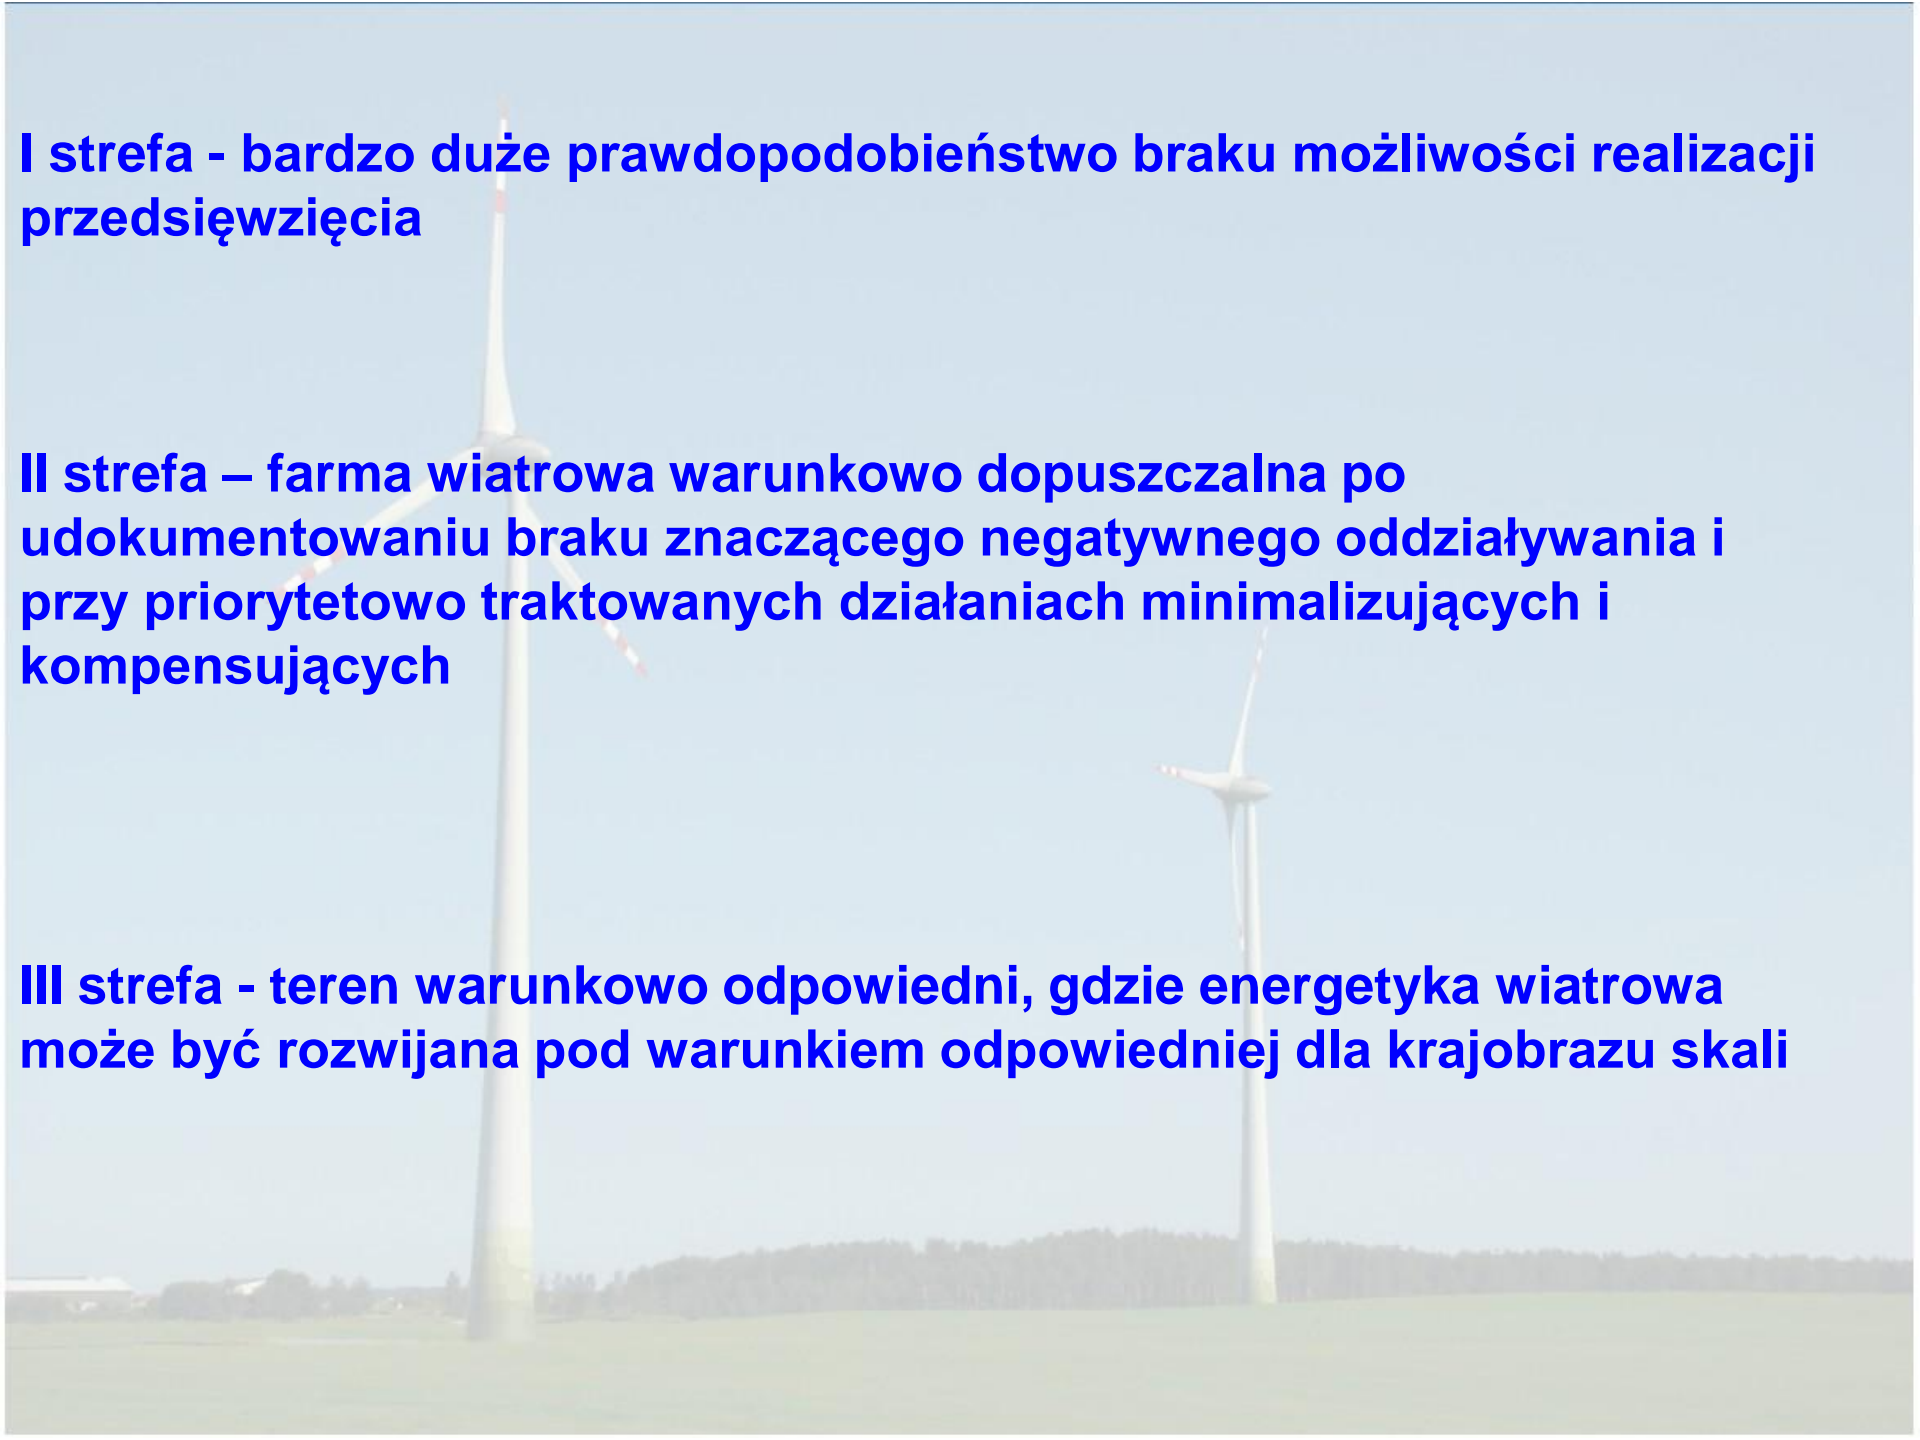 I strefa - bardzo duże prawdopodobieństwo braku możliwości realizacji
przedsięwzięcia
II strefa – farma wiatrowa warunkowo dopuszczalna po
udokumentowaniu braku znaczącego negatywnego oddziaływania i
przy priorytetowo traktowanych działaniach minimalizujących i
kompensujących
III strefa - teren warunkowo odpowiedni, gdzie energetyka wiatrowa
może być rozwijana pod warunkiem odpowiedniej dla krajobrazu skali